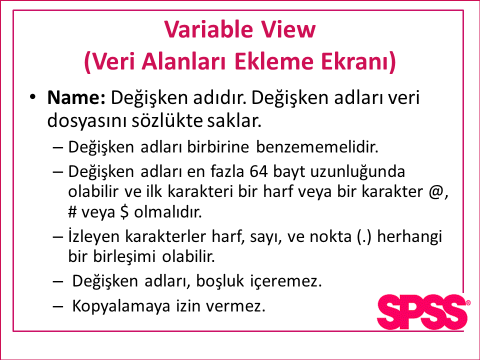 Variable View
(Veri Alanları Ekleme Ekranı)
• Name: Değişken adıdır. Değişken adları veri
dosyasını sözlükte saklar.
– Değişken adları birbirine benzememelidir.
– Değişken adları en fazla 64 bayt uzunluğunda
olabilir ve ilk karakteri bir harf veya bir karakter @,
# veya $ olmalıdır.
– İzleyen karakterler harf, sayı, ve nokta (.) herhangi
bir birleşimi olabilir.
– Değişken adları, boşluk içeremez.
– Kopyalamaya izin vermez.
SPSS®